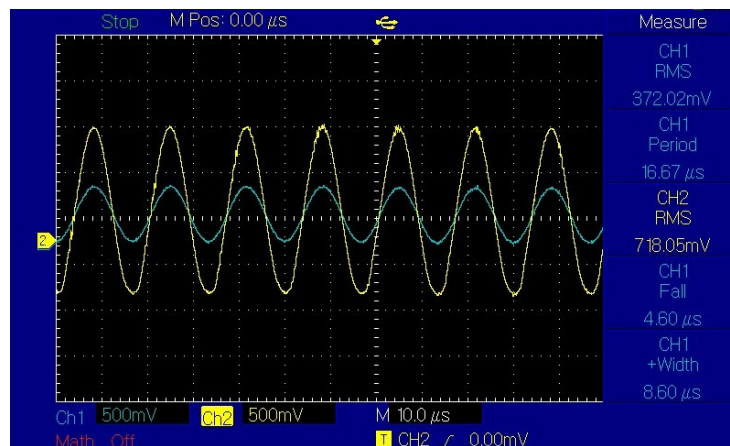 Stop M Pos: 0.00 μs Measure
CH1
RMS
372.02mV
CH1
Period
16.67 μs
CH2
RMS
718.05mV
CH1
Fall
4.60 μs
CH1
+Width
8.60 μs
2
Ch1 500mV Ch2 500mV M 10.0 μs
Math Off T CH2 / 0.00mV